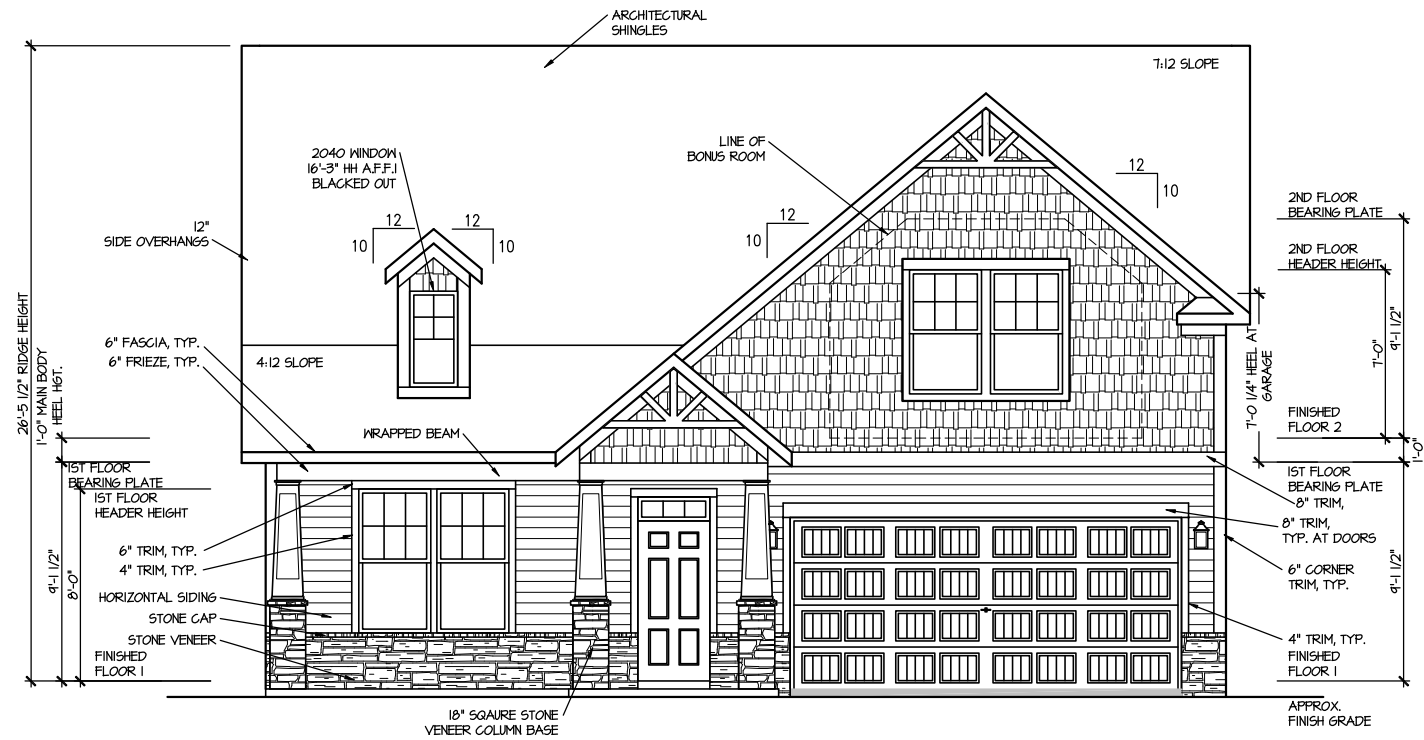 ARCHITECTURAL
SHINGLES
7:12 SLOPE
LINE OF
BONUS ROOM
2040 WINDOW
16'-3" HH A.F.F.1
BLACKED OUT
12
10
12
10
12
10
12
10
12"
SIDE OVERHANGS
2ND FLOOR
BEARING PLATE
2ND FLOOR
HEADER HEIGHT
26'-5 1/2" RIDGE HEIGHT
1'-0" MAIN BODY
HEEL HGT.
6" FASCIA, TYP.
6" FRIEZE, TYP.
4:12 SLOPE
7'-0 1/4" HEEL AT
GARAGE
7'-0"
9'-1 1/2"
FINISHED
FLOOR 2
1'-0"
WRAPPED BEAM
1ST FLOOR
BEARING PLATE
1ST FLOOR
HEADER HEIGHT
1ST FLOOR
BEARING PLATE
8" TRIM,
8" TRIM,
TYP. AT DOORS
6" TRIM, TYP.
4" TRIM, TYP.
9'-1 1/2"
8'-0"
6" CORNER
TRIM, TYP.
9'-1 1/2"
HORIZONTAL SIDING
STONE CAP
STONE VENEER
FINISHED
FLOOR 1
4" TRIM, TYP.
FINISHED
FLOOR 1
18" SQAURE STONE
VENEER COLUMN BASE
APPROX.
FINISH GRADE